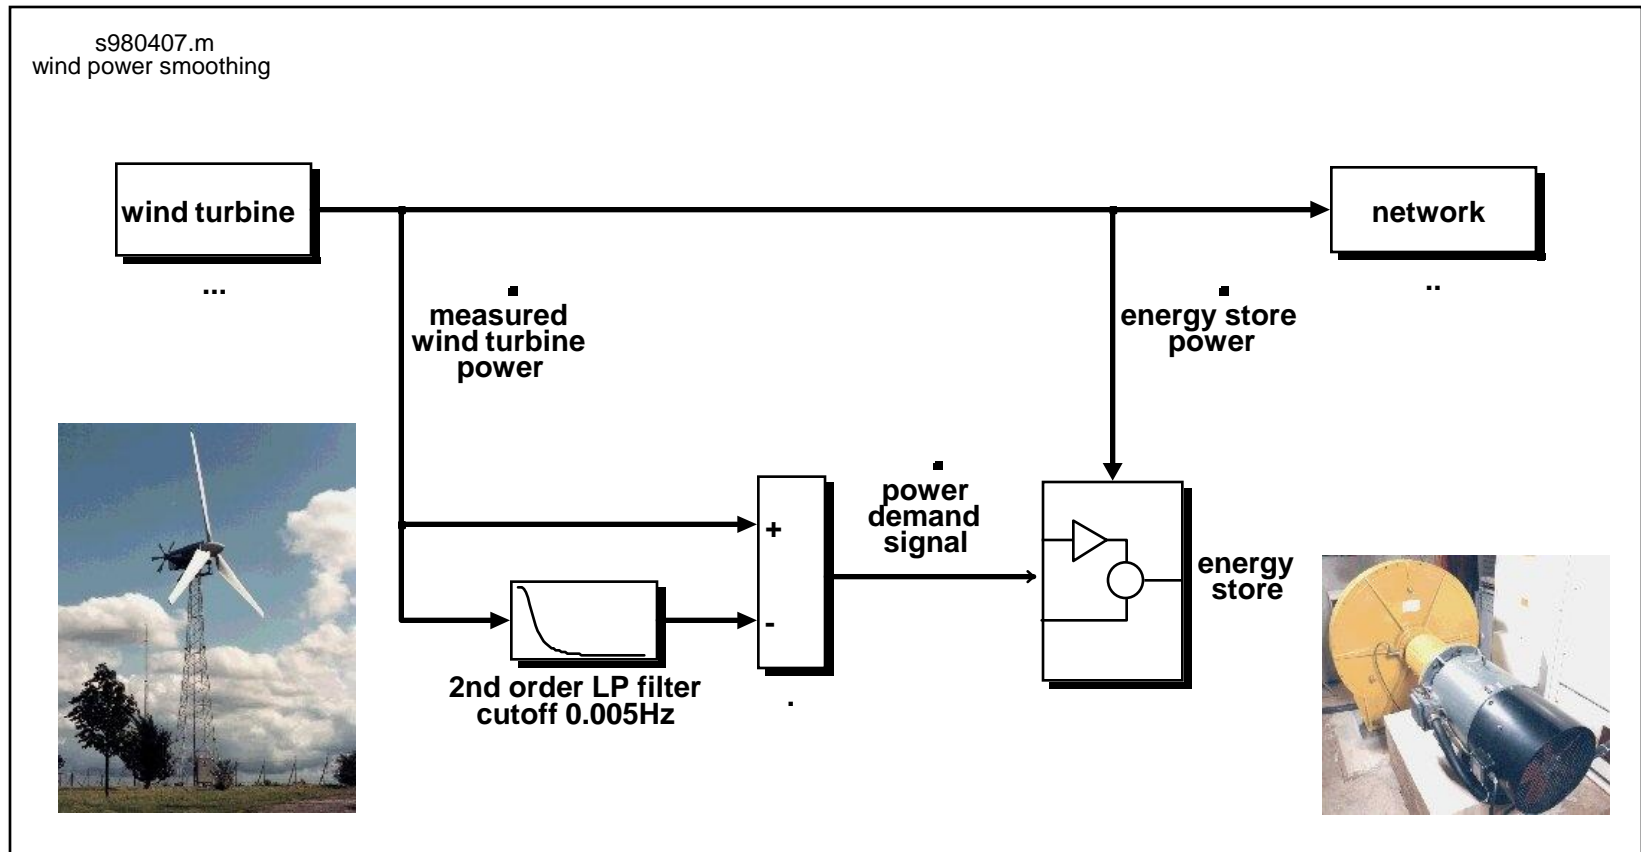 s980407.m
wind power smoothing
wind turbine
...
network
..
measured
wind turbine
power
energy store
power
+
-
power
demand
signal
energy
store
2nd order LP filter
cutoff 0.005Hz
.